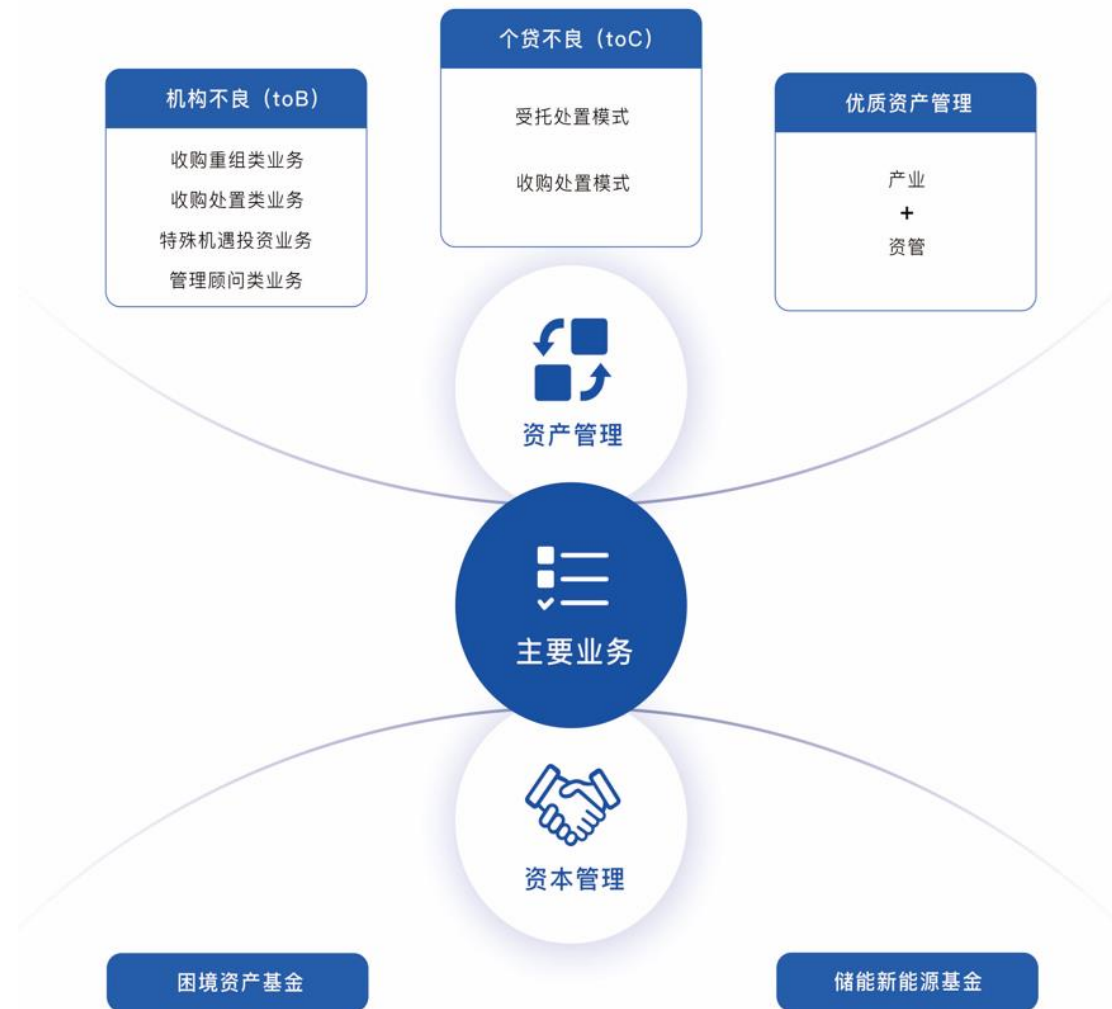 个贷不良（toC）
受托处置模式
收购处置模式
机构不良（toB）
收购重组类业务
收购处置类业务
特殊机遇投资业务
管理顾问类业务
优质资产管理
产业
+
资管
资产管理
主要业务
资本管理
困境资产基金
储能新能源基金